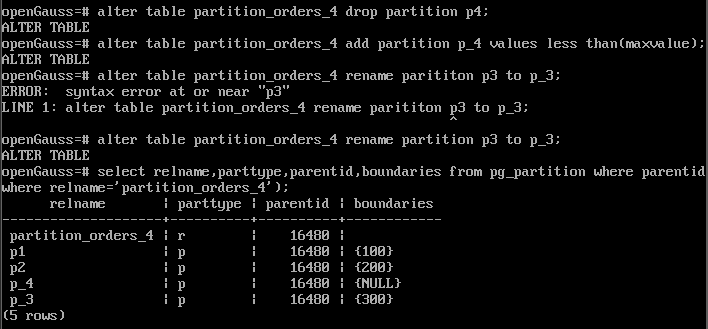 openGauss=# alter table partition_orders_4 drop partition p4;
ALTER TABLE
openGauss=# alter table partition_orders_4 add partition p_4 values less than(maxvalue);
ALTER TABLE
openGauss=# alter table partition_orders_4 rename parititon p3 to p_3;
ERROR:  syntax error at or near "p3"
LINE 1: alter table partition_orders_4 rename parititon p3 to p_3;
                                                        ^
openGauss=# alter table partition_orders_4 rename partition p3 to p_3;
ALTER TABLE
openGauss=# select relname,parttype,parentid,boundaries from pg_partition where parentid
where relname='partition_orders_4');
      relname       | parttype | parentid | boundaries
--------------------+----------+----------+------------
 partition_orders_4 | r        |    16480 |
 p1                 | p        |    16480 | {100}
 p2                 | p        |    16480 | {200}
 p_4                | p        |    16480 | {NULL}
 p_3                | p        |    16480 | {300}
(5 rows)